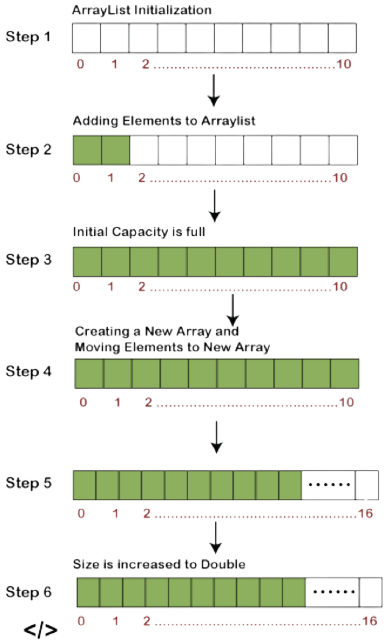 ArrayList Initialization
Step 1
0 1 2 ........................................10
Adding Elements to Arraylist
Step 2
0 1 2 ........................................10
Initial Capacity is full
Step 3
0 1 2 ........................................10
Creating a New Array and
Moving Elements to New Array
Step 4
0 1 2 ........................................10
Step 5
......
0 1 2 ........................................16
Size is increased to Double
Step 6
......
0 1 2 ........................................16
</>